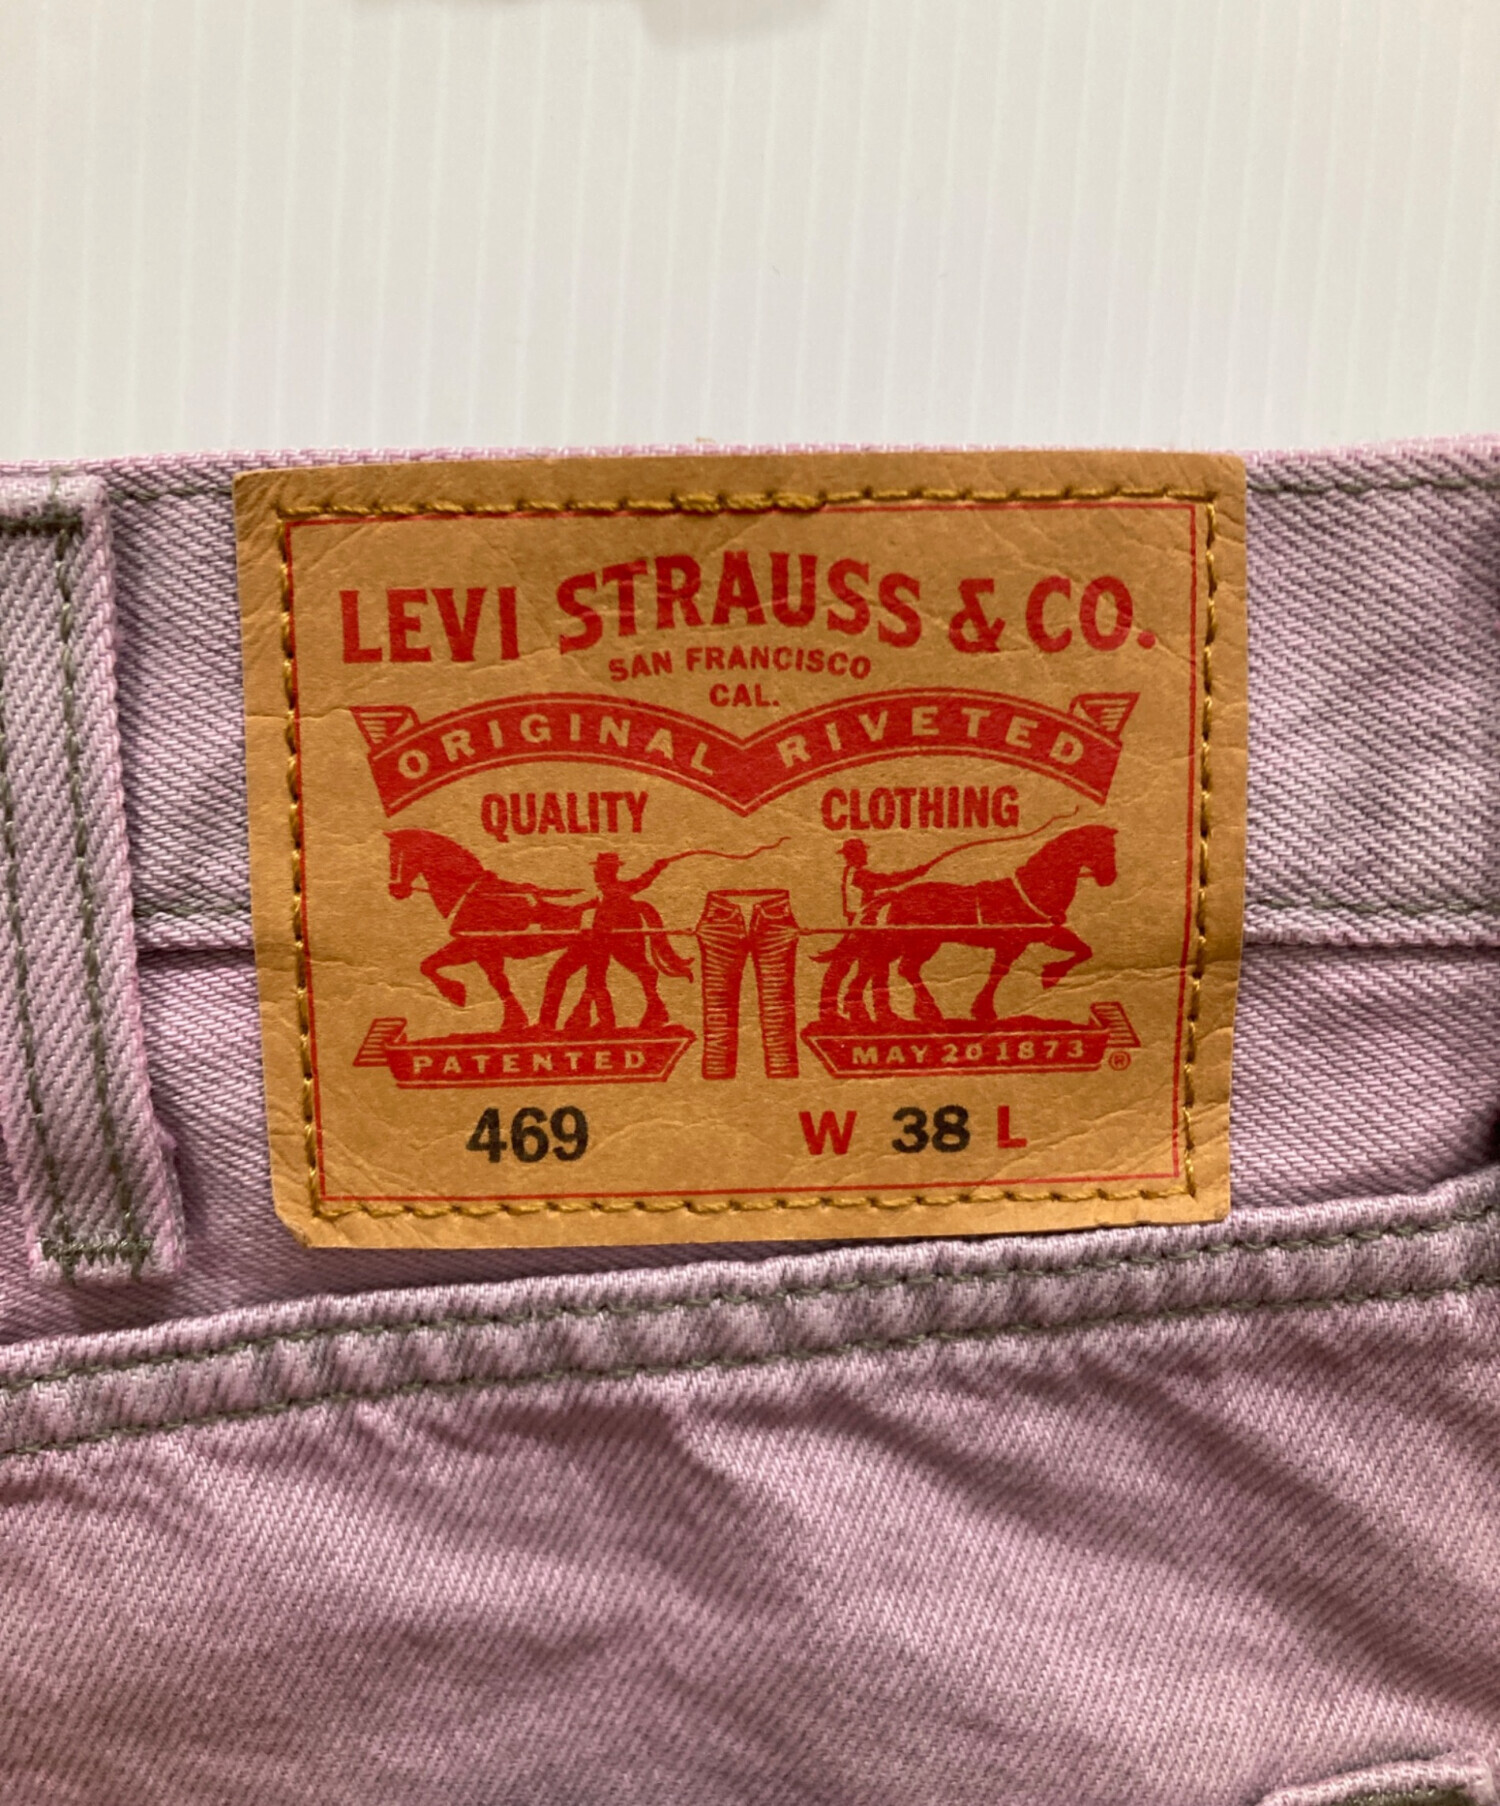 LEVI STRAUSS & CO.
SAN FRANCISCO
CAL.
ORIGINAL RIVETED
QUALITY CLOTHING
PATENTED MAY 20 1873 ®
469 W 38 L